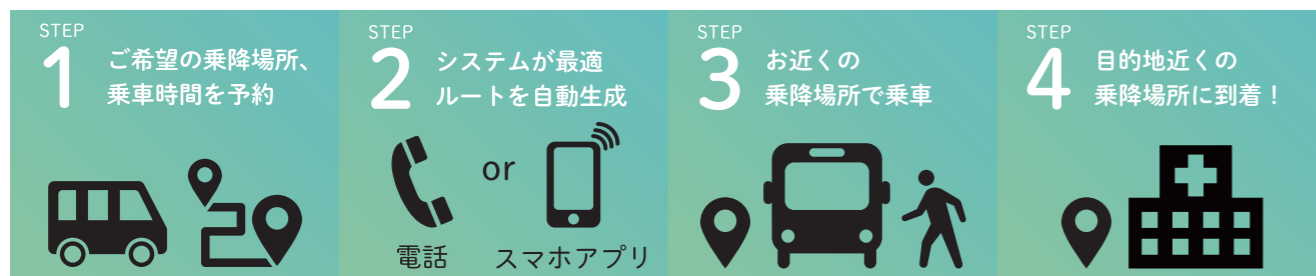 STEP
1
ご希望の乗降場所、
乗車時間を予約
STEP
2
システムが最適
ルートを自動生成
or
電話
スマホアプリ
STEP
3
お近くの
乗降場所で乗車
STEP
4
目的地近くの
乗降場所に到着！